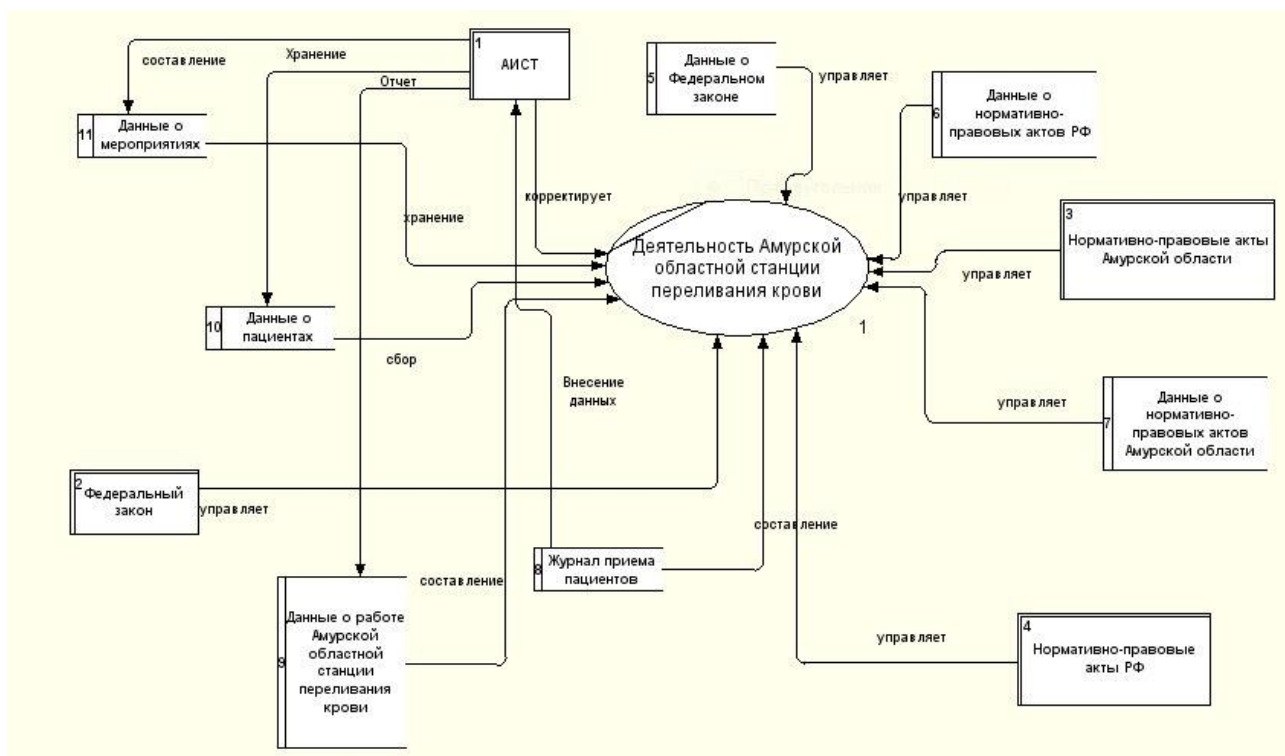 1
АИСТ
составление
Хранение
Отчет
11
Данные о
мероприятиях
5
Данные о
Федеральном
законе
управляет
6
Данные о
нормативно-
правовых актов РФ
управляет
хранение
корректирует
3
Нормативно-правовые акты
Амурской области
управляет
Деятельность Амурской
областной станции
переливания крови
1
10
Данные о
пациентах
сбор
Внесение
данных
управляет
7
Данные о
нормативно-
правовых актов
Амурской области
2
Федеральный
закон
управляет
составление
8
Журнал приема
пациентов
составление
9
Данные о работе
Амурской
областной
станции
переливания
крови
управляет
4
Нормативно-правовые
акты РФ